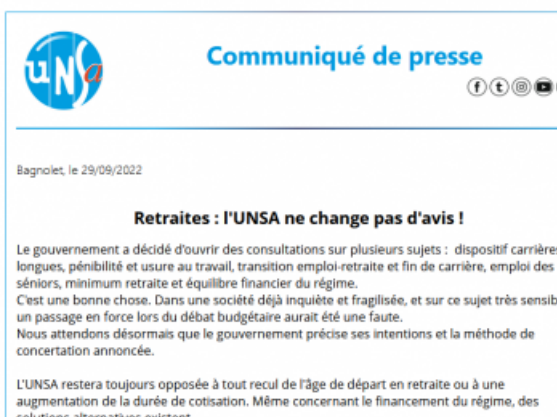 uNSa
Communiqué de presse
Bagnolet, le 29/09/2022
Retraites : l'UNSA ne change pas d'avis !
Le gouvernement a décidé d'ouvrir des consultations sur plusieurs sujets : dispositif carrières
longues, pénibilité et usure au travail, transition emploi-retraite et fin de carrière, emploi des
séniors, minimum retraite et équilibre financier du régime.
C'est une bonne chose. Dans une société déjà inquiète et fragilisée, et sur ce sujet très sensib
un passage en force lors du débat budgétaire aurait été une faute.
Nous attendons désormais que le gouvernement précise ses intentions et la méthode de
concertation annoncée.
L'UNSA restera toujours opposée à tout recul de l'âge de départ en retraite ou à une
augmentation de la durée de cotisation. Même concernant le financement du régime, des
solutions alternatives existent